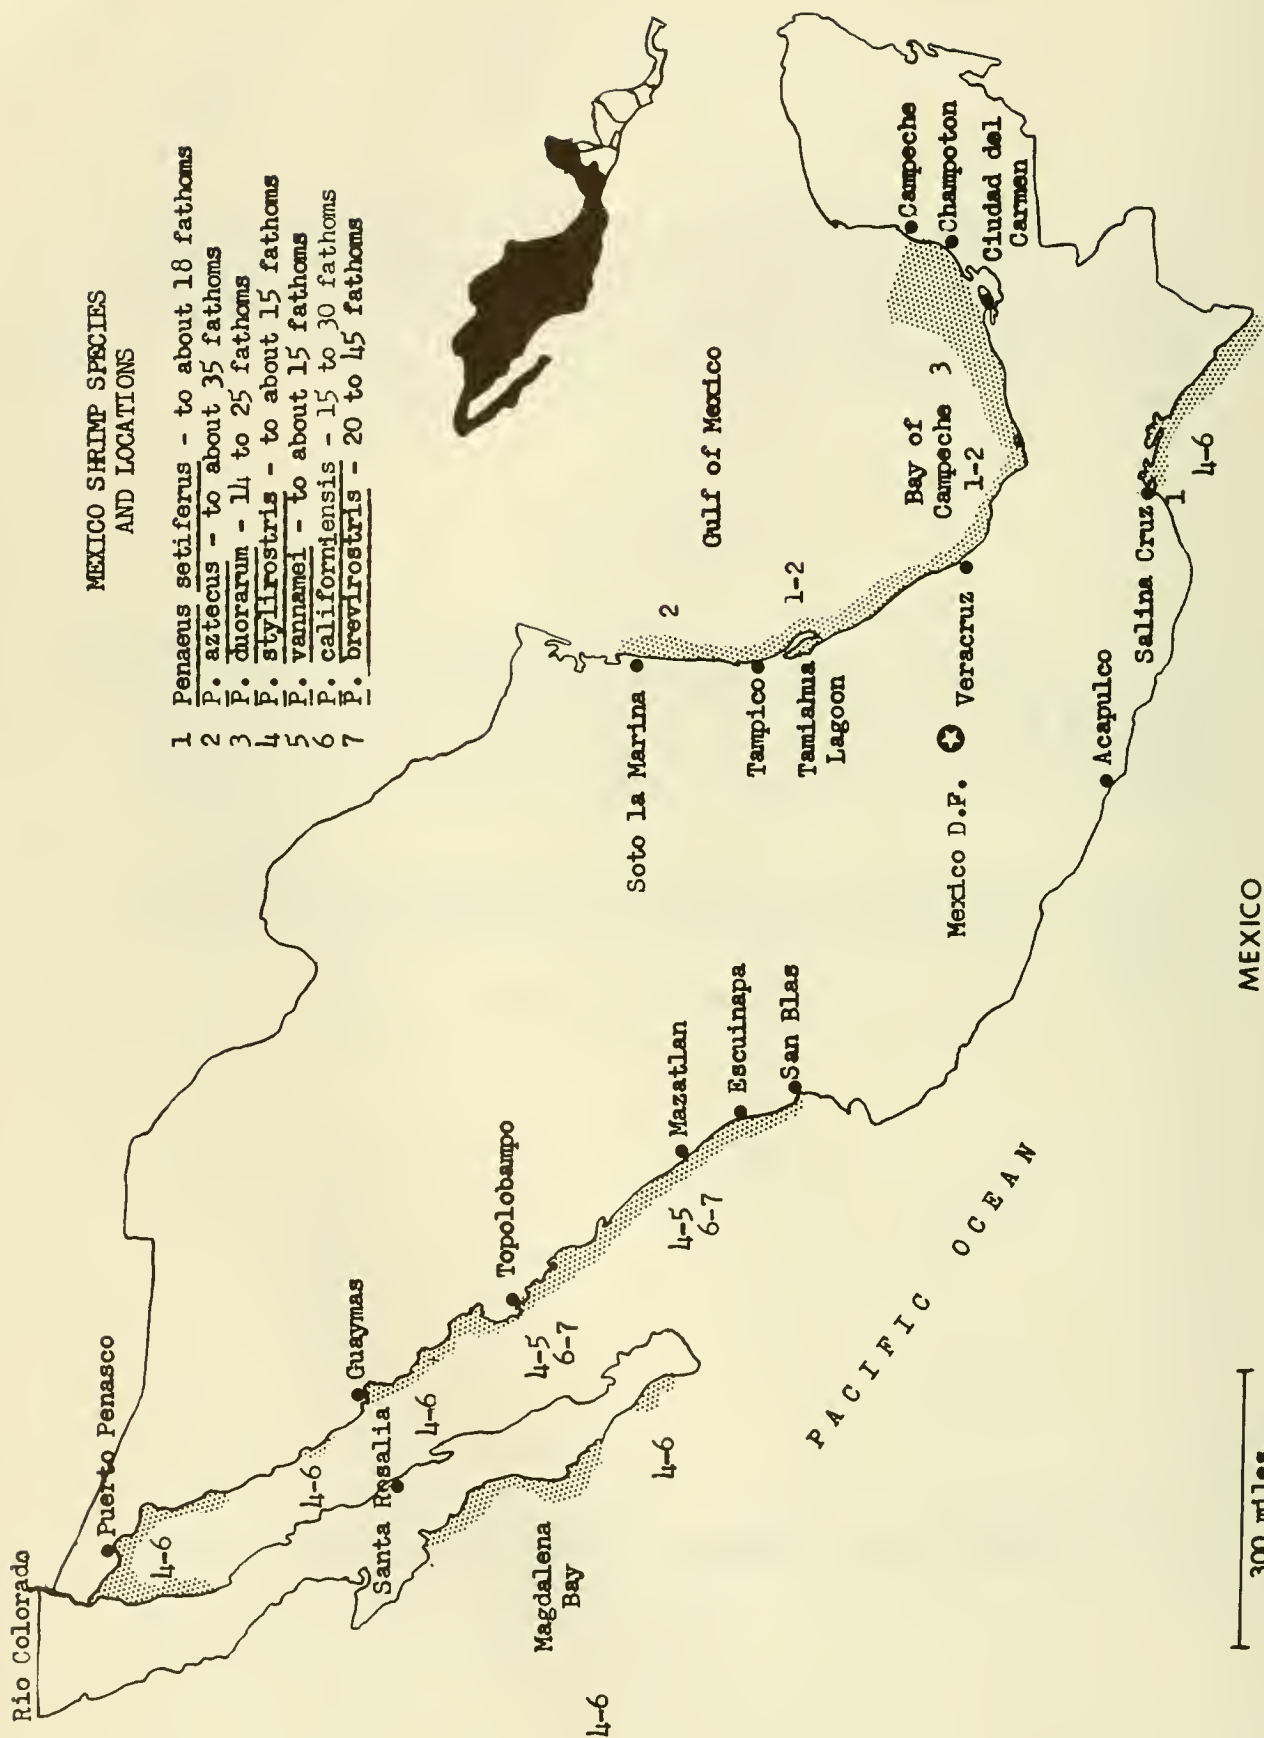 MEXICO SHRIMP SPECIES
AND LOCATIONS
1 Penaeus setiferus - to about 18 fathoms
2 P. aztecus - to about 35 fathoms
3 P. duorarum - 14 to 25 fathoms
4 P. stylirostris - to about 15 fathoms
5 P. vannamei - to about 15 fathoms
6 P. californiensis - 15 to 30 fathoms
7 P. brevirostris - 20 to 45 fathoms
Rio Colorado
Puerto Penasco
4-6
4-6
Guaymas
Santa Rosalia
4-6
Topolobampo
4-5
6-7
Magdalena
Bay
4-6
4-6
Mazatlan
4-5
6-7
Escuinapa
San Blas
PACIFIC OCEAN
Soto la Marina
2
Tampico
Tamiahua
Lagoon
1-2
Gulf of Mexico
Mexico D.F.
Veracruz
Bay of
Campeche
3
1-2
Campeche
Champoton
Ciudad del
Carmen
Acapulco
Salina Cruz
1
4-6
300 miles
MEXICO